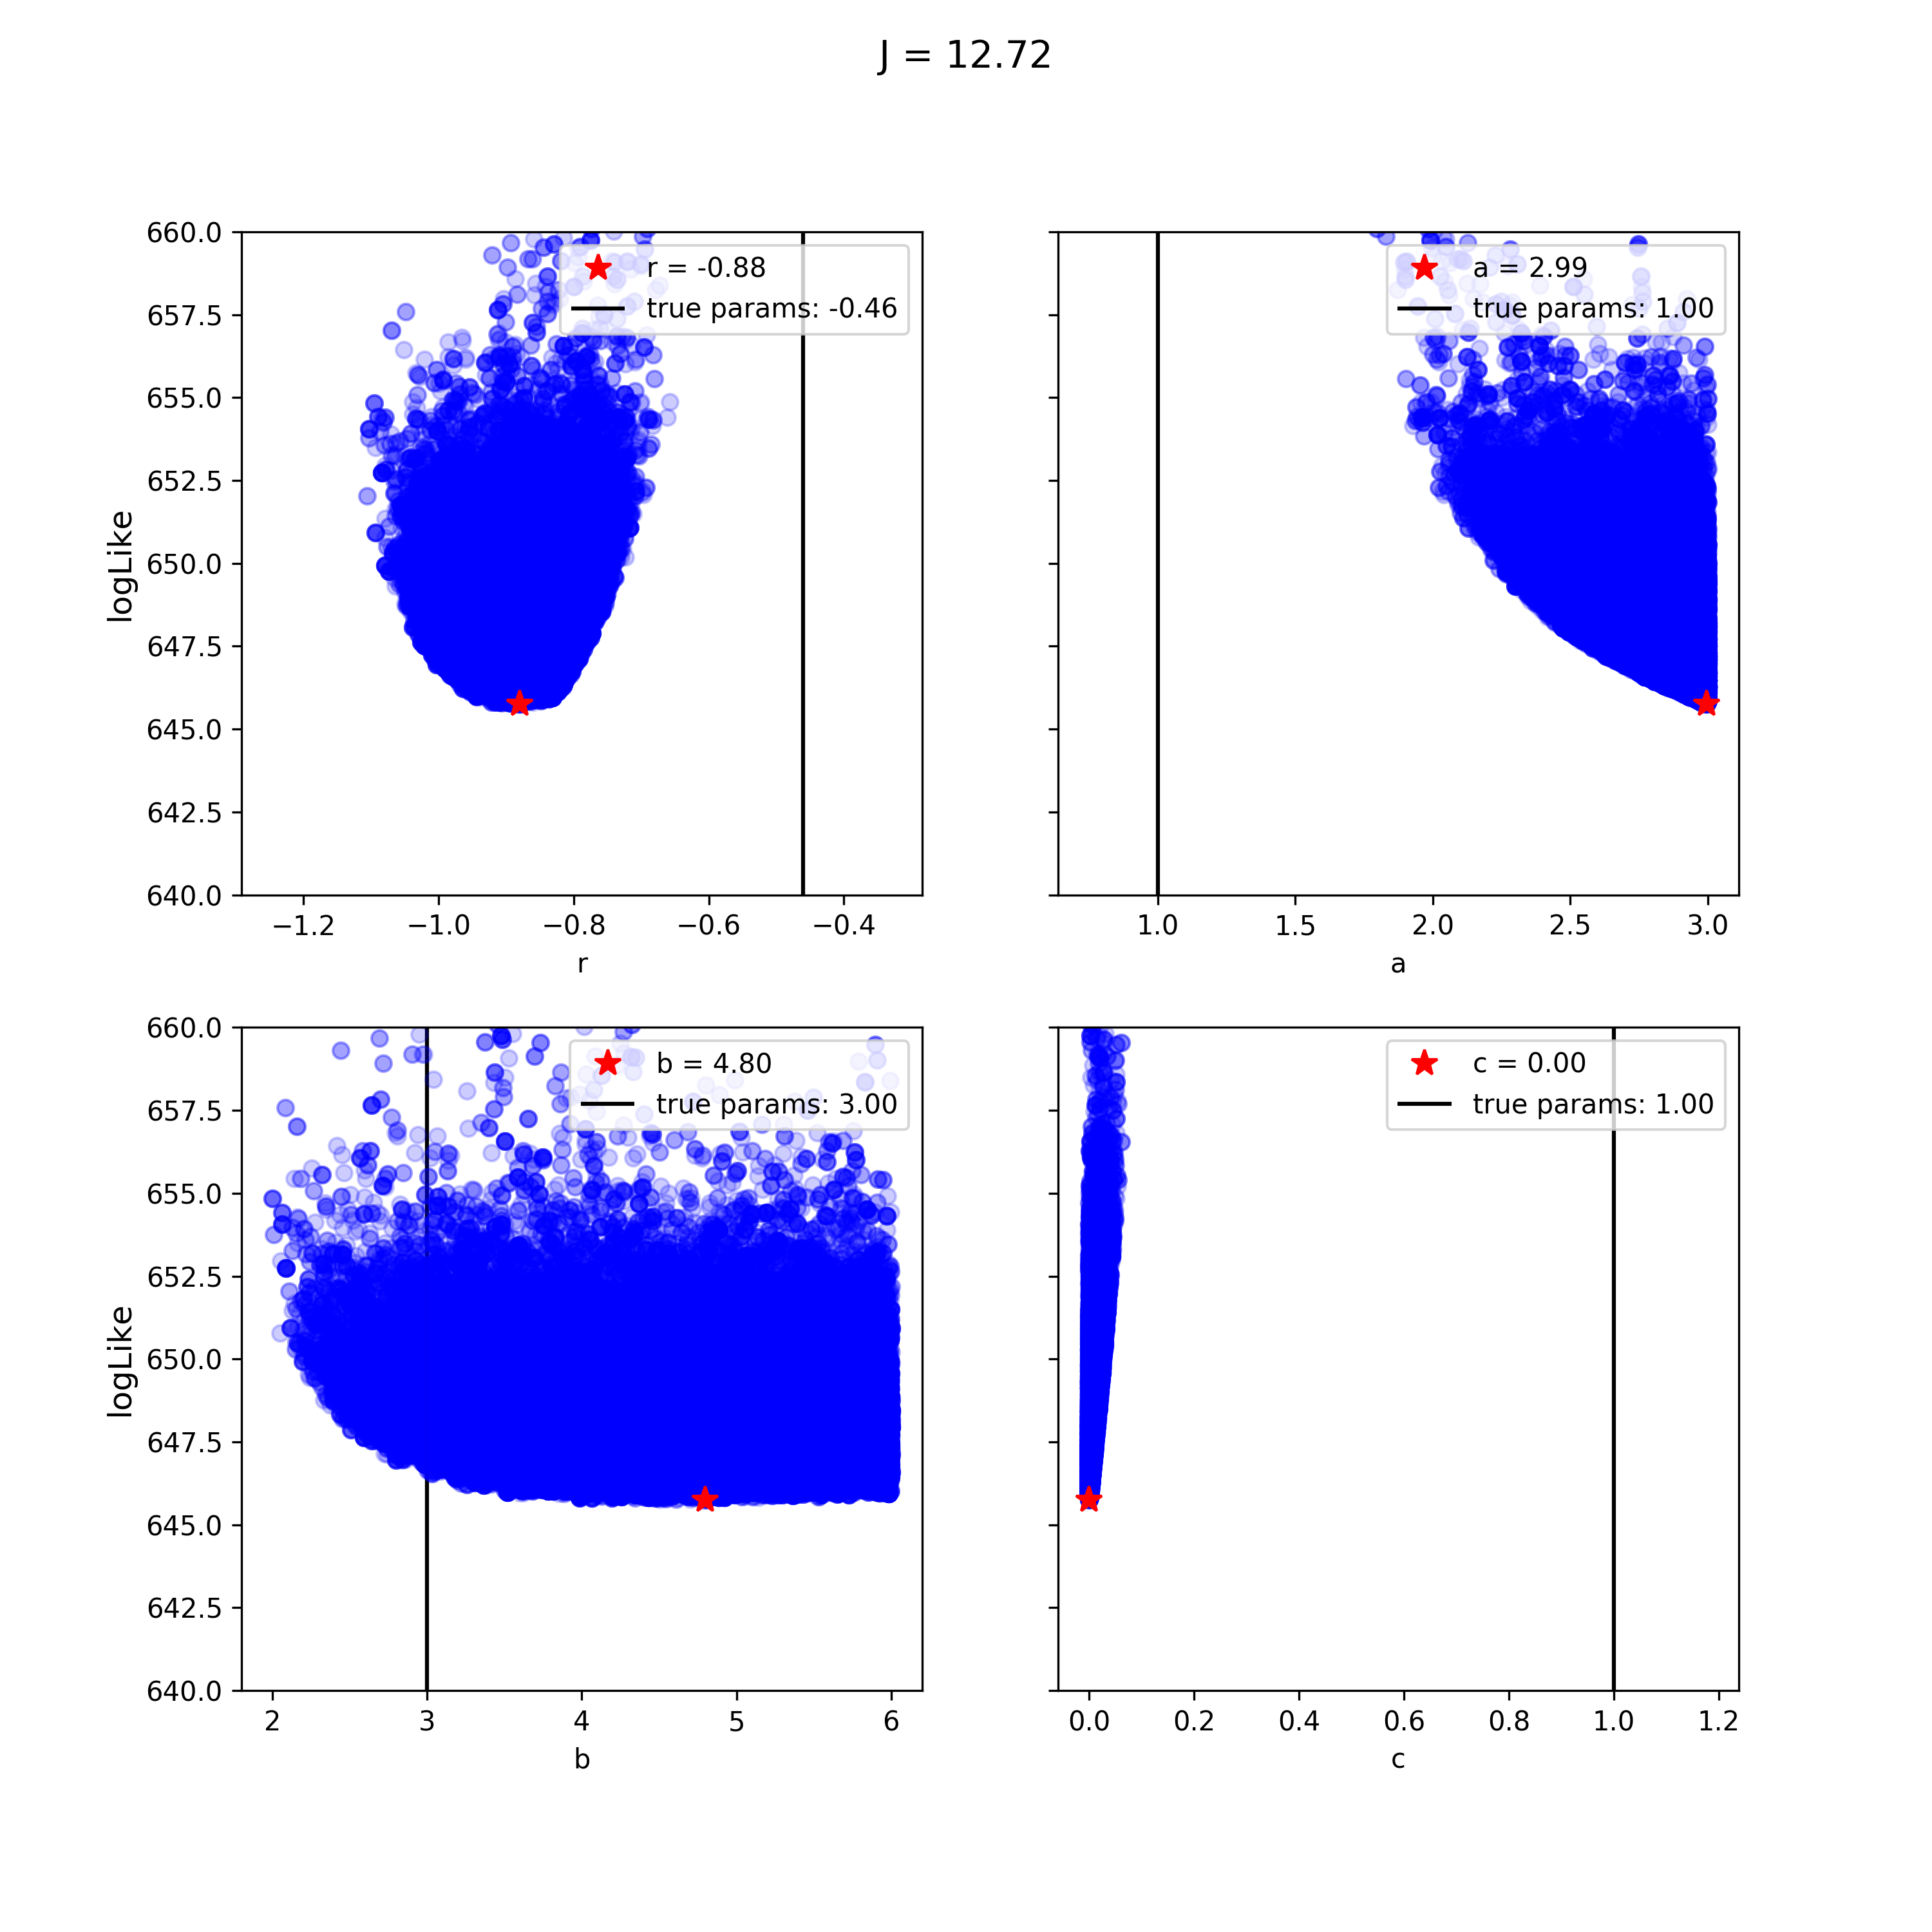 J = 12.72
660.0
657.5
655.0
652.5
650.0
647.5
645.0
642.5
640.0
logLike
r = -0.88
true params: -0.46
−1.2 −1.0 −0.8 −0.6 −0.4
r
a = 2.99
true params: 1.00
1.0 1.5 2.0 2.5 3.0
a
660.0
657.5
655.0
652.5
650.0
647.5
645.0
642.5
640.0
logLike
b = 4.80
true params: 3.00
2 3 4 5 6
b
c = 0.00
true params: 1.00
0.0 0.2 0.4 0.6 0.8 1.0 1.2
c